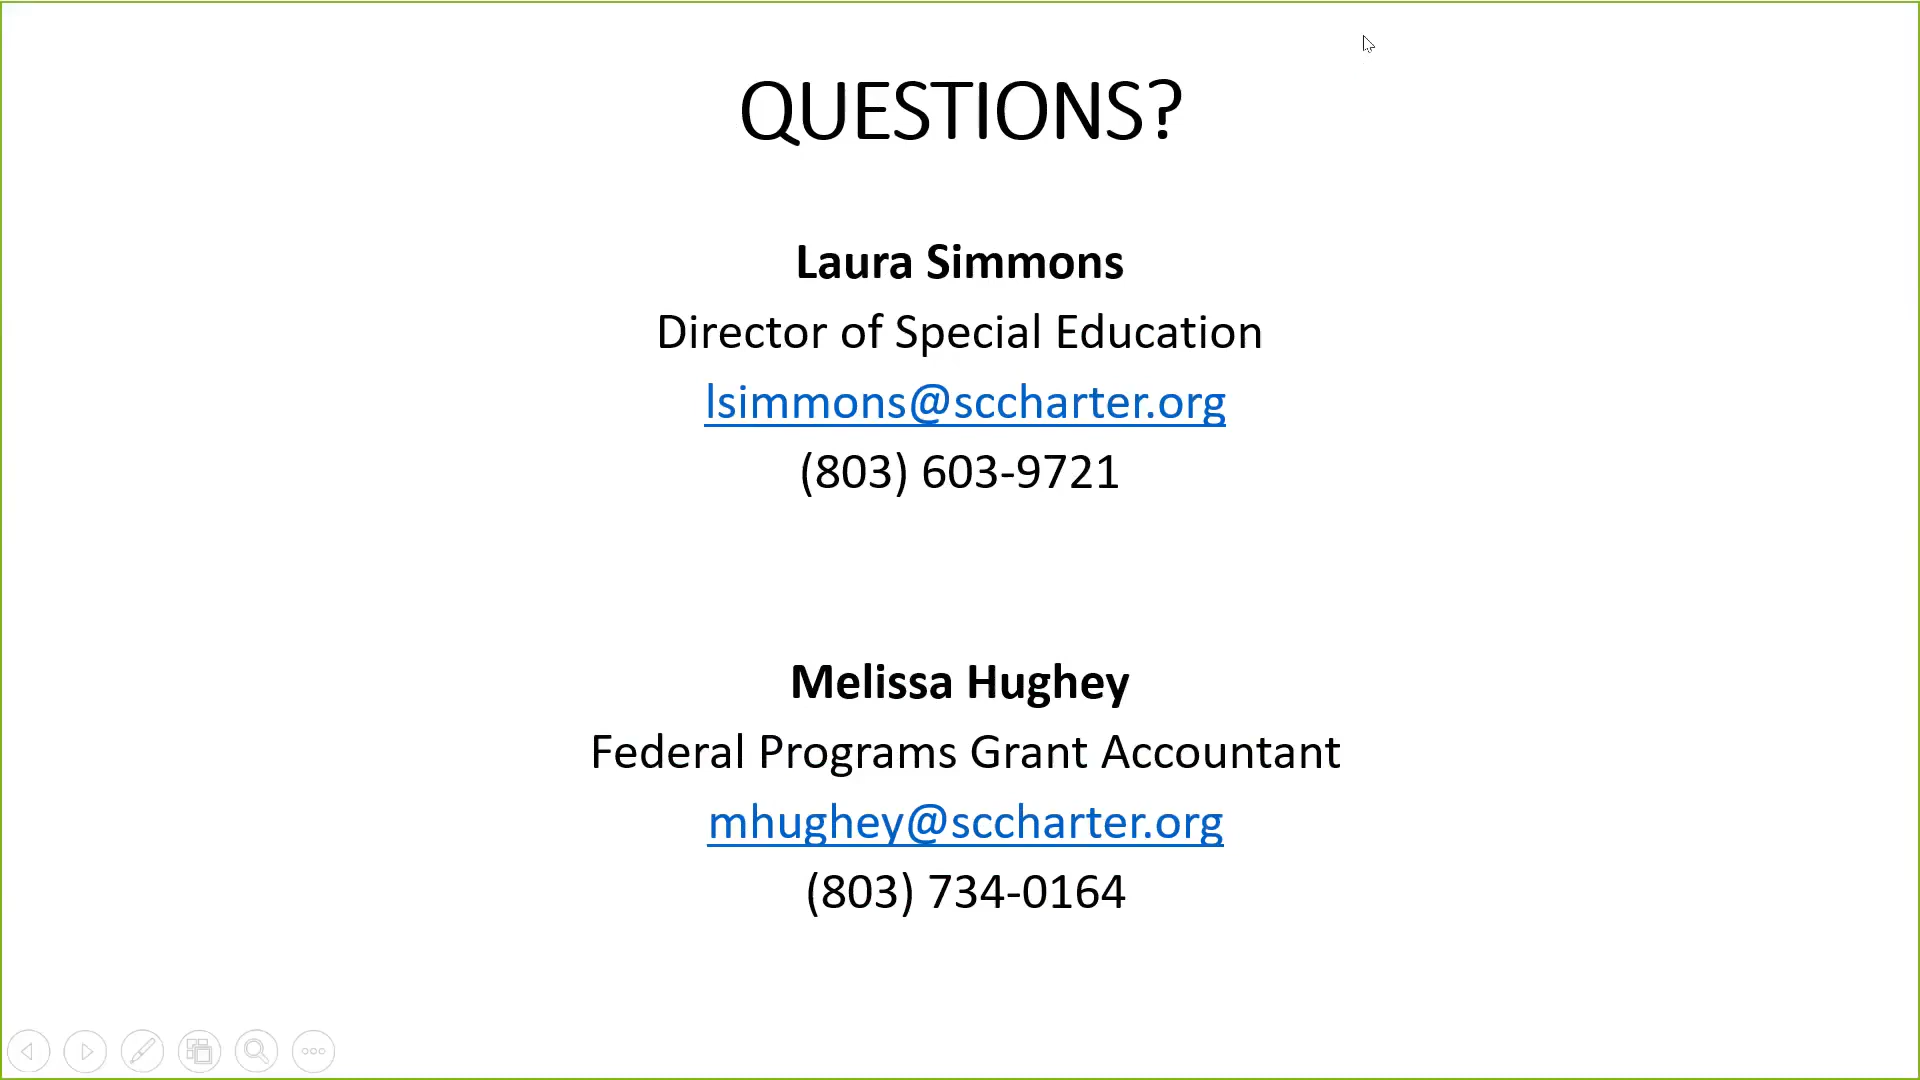 QUESTIONS?
Laura Simmons
Director of Special Education
lsimmons@sccharter.org
(803) 603-9721
Melissa Hughey
Federal Programs Grant Accountant
mhughey@sccharter.org
(803) 734-0164